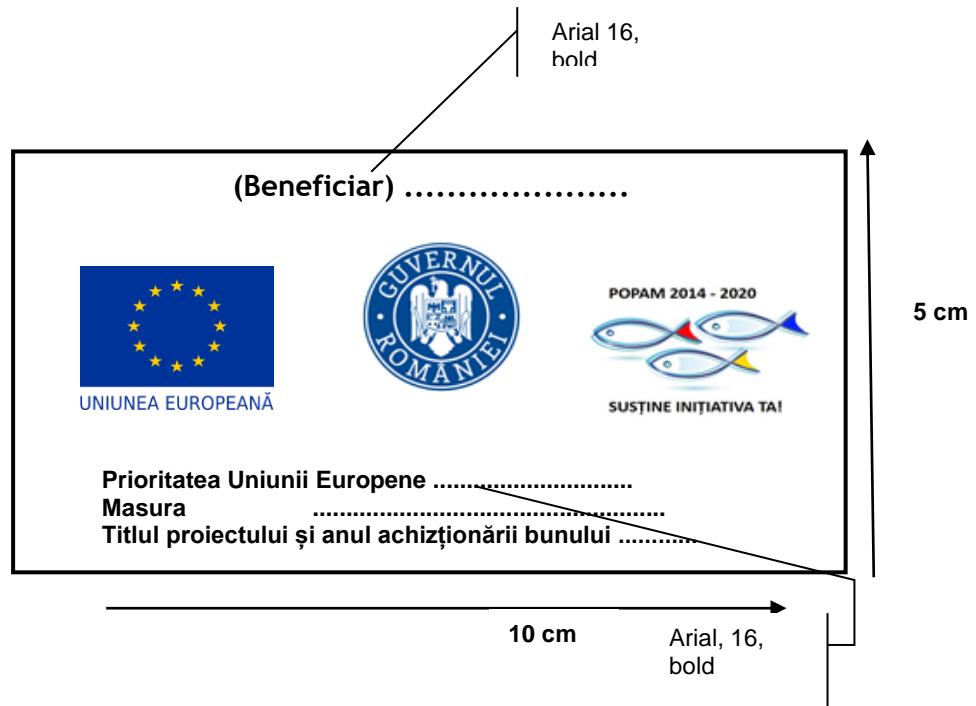 Arial 16,
bold
(Beneficiar) .....................
GUVERNUL ROMÂNIEI
UNIUNEA EUROPEANĂ
POPAM 2014 - 2020
SUSȚINE INIȚIATIVA TA!
5 cm
Prioritatea Uniunii Europene ..............................
Masura .....................................................
Titlul proiectului și anul achizționării bunului ............
10 cm
Arial, 16,
bold